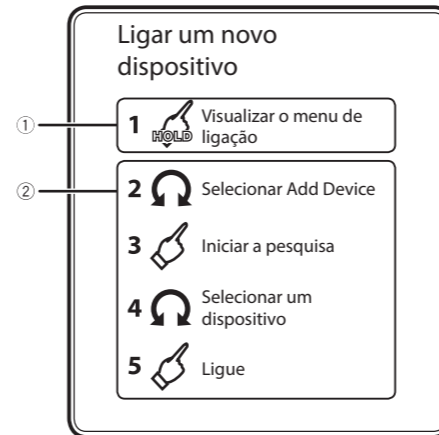 Ligar um novo
dispositivo
① 1 HOLD Visualizar o menu de
ligação
② 2 Selecionar Add Device
3 Iniciar a pesquisa
4 Selecionar um
dispositivo
5 Ligue